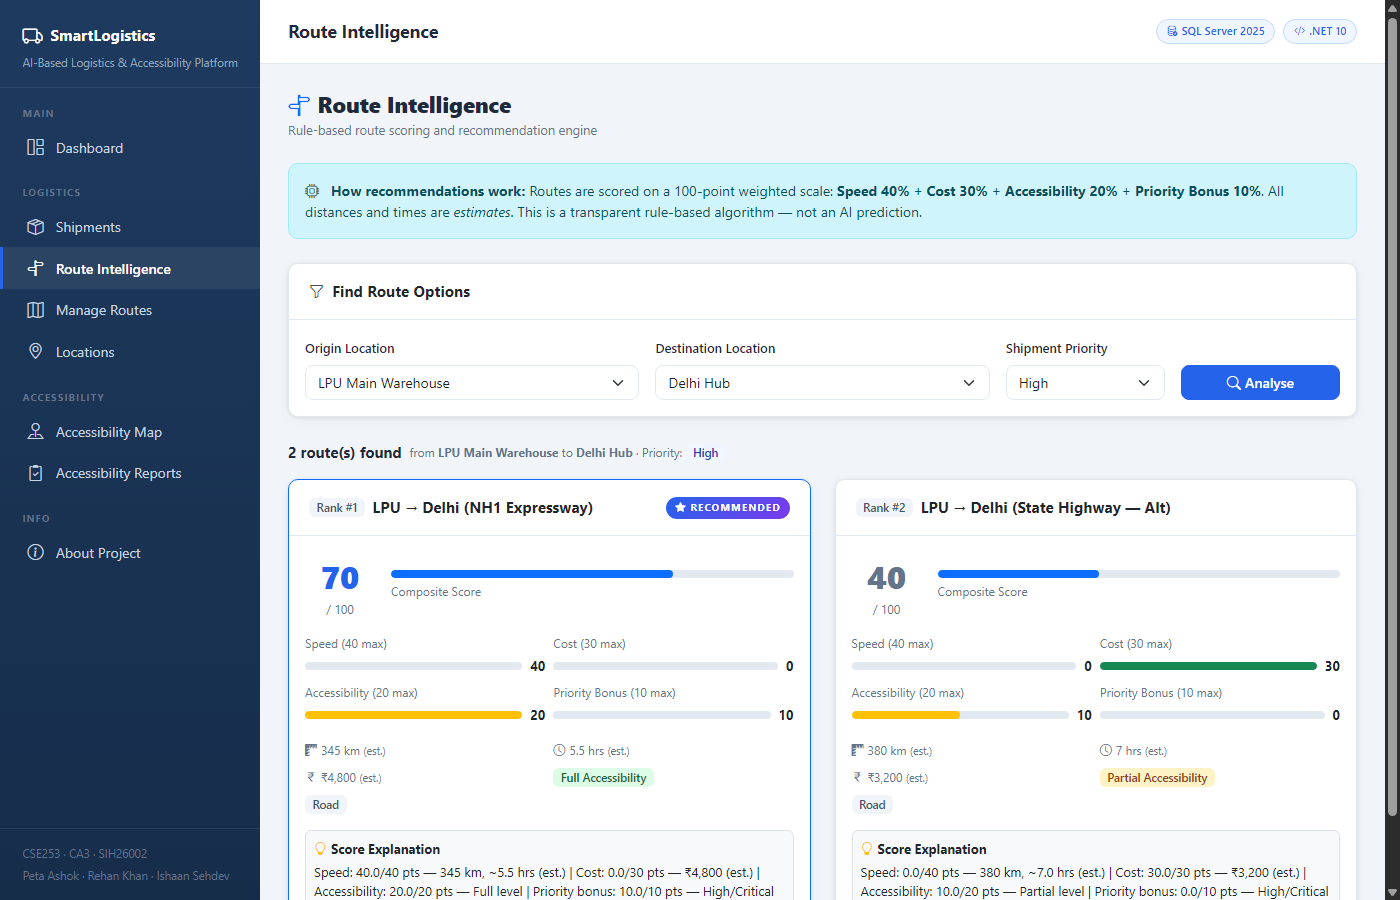 SmartLogistics
AI-Based Logistics & Accessibility Platform
MAIN
Dashboard
LOGISTICS
Shipments
Route Intelligence
Manage Routes
Locations
ACCESSIBILITY
Accessibility Map
Accessibility Reports
INFO
About Project
CSE253 · CA3 · SIH26002
Peta Ashok · Rehan Khan · Ishaan Sehdev
Route Intelligence
SQL Server 2025
.NET 10
Route Intelligence
Rule-based route scoring and recommendation engine
How recommendations work: Routes are scored on a 100-point weighted scale: Speed 40% + Cost 30% + Accessibility 20% + Priority Bonus 10%. All
distances and times are estimates. This is a transparent rule-based algorithm — not an AI prediction.
Find Route Options
Origin Location
Destination Location
Shipment Priority
LPU Main Warehouse
Delhi Hub
High
Analyse
2 route(s) found from LPU Main Warehouse to Delhi Hub · Priority: High
Rank #1 LPU → Delhi (NH1 Expressway) RECOMMENDED
70
/ 100
Composite Score
Speed (40 max)
40
Cost (30 max)
0
Accessibility (20 max)
20
Priority Bonus (10 max)
10
345 km (est.)
5.5 hrs (est.)
₹ ₹4,800 (est.)
Full Accessibility
Road
Score Explanation
Speed: 40.0/40 pts — 345 km, ~5.5 hrs (est.) | Cost: 0.0/30 pts — ₹4,800 (est.) |
Accessibility: 20.0/20 pts — Full level | Priority bonus: 10.0/10 pts — High/Critical
Rank #2 LPU → Delhi (State Highway — Alt)
40
/ 100
Composite Score
Speed (40 max)
0
Cost (30 max)
30
Accessibility (20 max)
10
Priority Bonus (10 max)
0
380 km (est.)
7 hrs (est.)
₹ ₹3,200 (est.)
Partial Accessibility
Road
Score Explanation
Speed: 0.0/40 pts — 380 km, ~7.0 hrs (est.) | Cost: 30.0/30 pts — ₹3,200 (est.) |
Accessibility: 10.0/20 pts — Partial level | Priority bonus: 0.0/10 pts — High/Critical